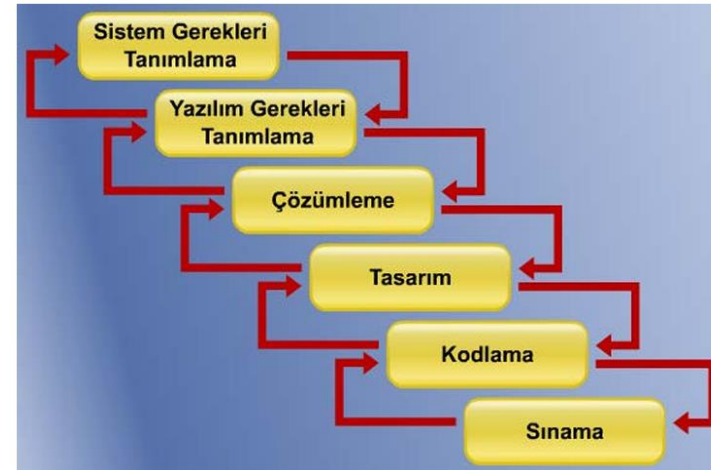 Sistem Gerekleri
Tanımlama
Yazılım Gerekleri
Tanımlama
Çözümleme
Tasarım
Kodlama
Sınama